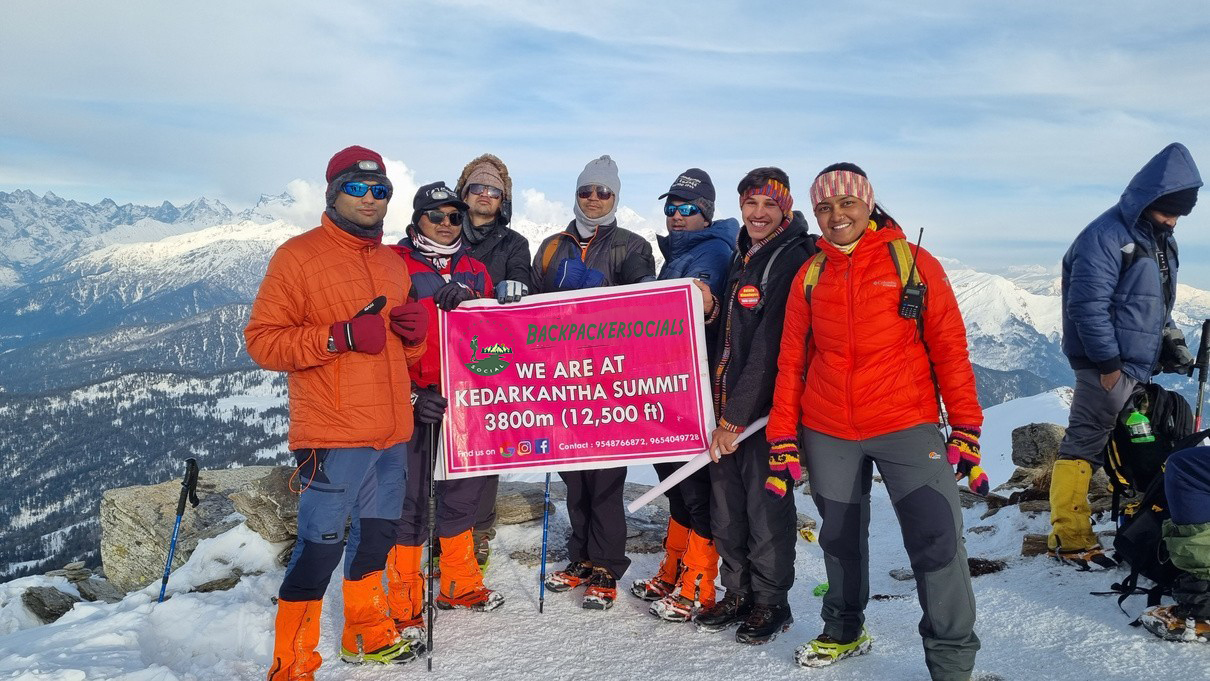 BACKPACKERSOCIALS
SOCIAL
WE ARE AT
KEDARKANTHA SUMMIT
3800m (12,500 ft)
Find us on G f Contact : 9548766872, 9654049728